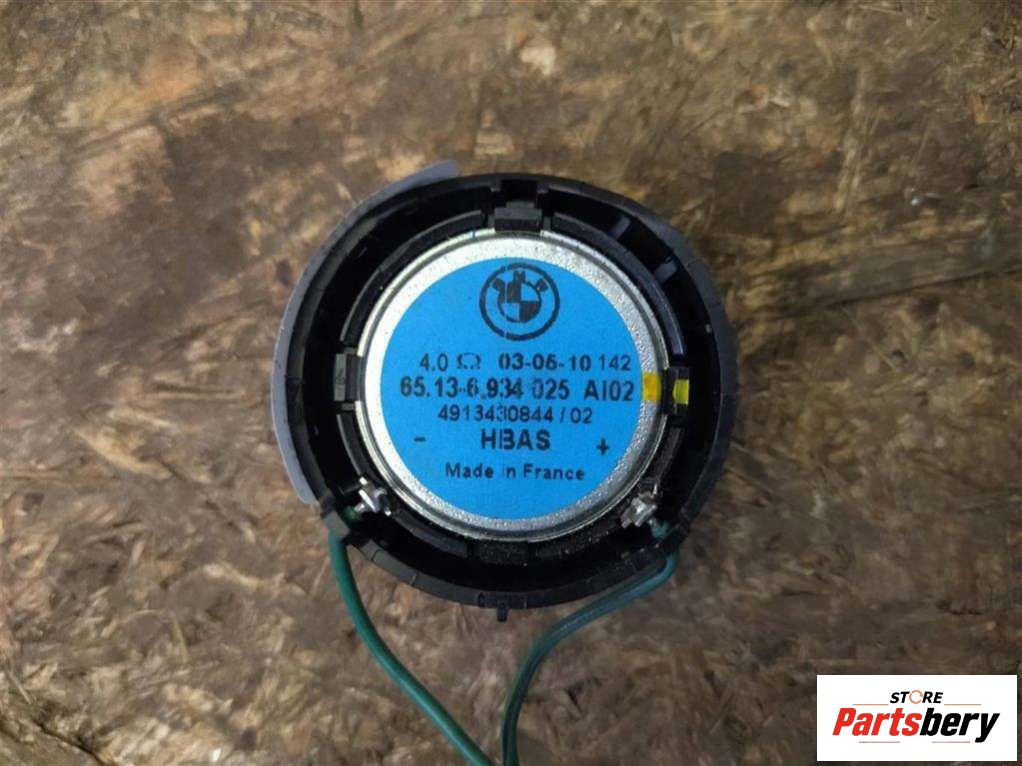 4.0 Ω 03-05-10 142
65.13-6.934 025 AI02
4913430844 / 02
- HBAS +
Made in France
STORE
Partsbery